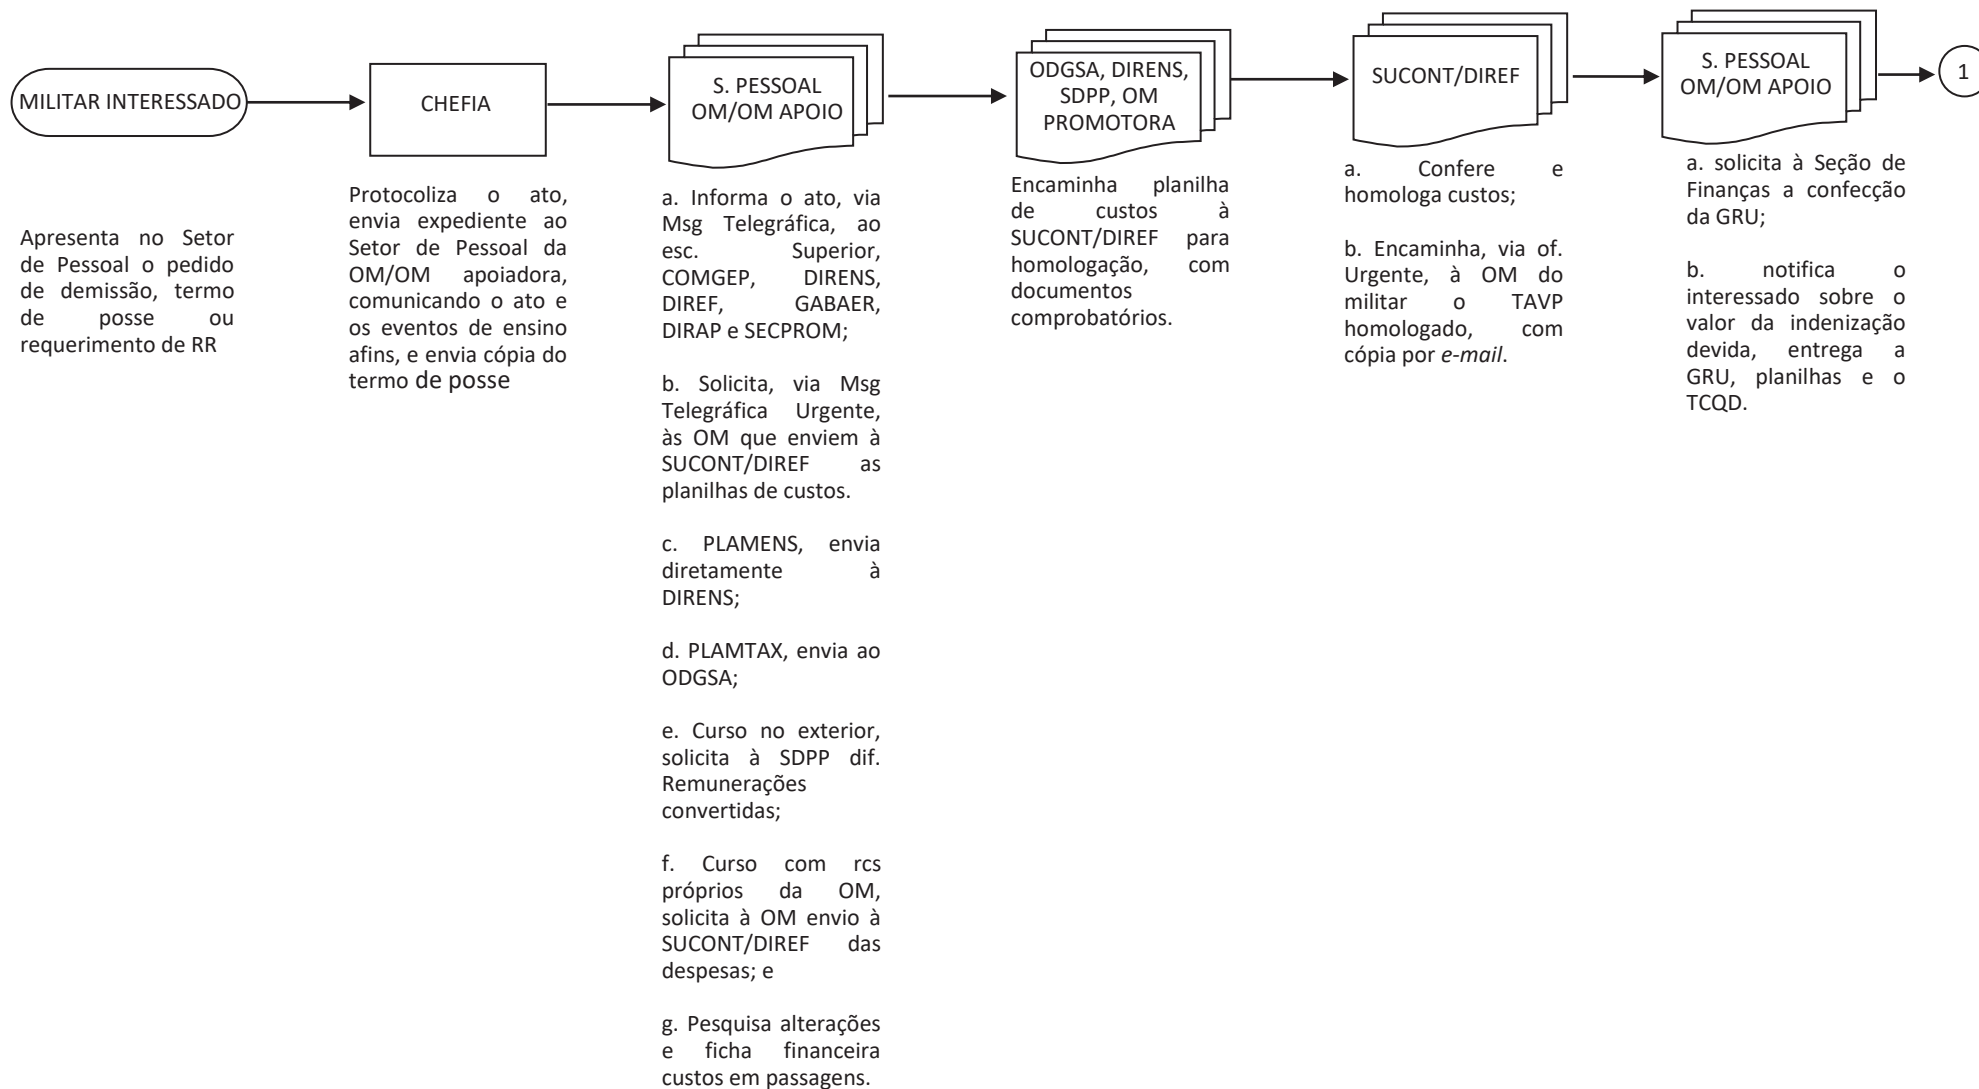 MILITAR INTERESSADO
Apresenta no Setor
de Pessoal o pedido
de demissão, termo
de posse ou
requerimento de RR
CHEFIA
Protocoliza o ato,
envia expediente ao
Setor de Pessoal da
OM/OM apoiadora,
comunicando o ato e
os eventos de ensino
afins, e envia cópia do
termo de posse
S. PESSOAL
OM/OM APOIO
a. Informa o ato, via
Msg Telegráfica, ao
esc. Superior,
COMGEP, DIRENS,
DIREF, GABAER,
DIRAP e SECPROM;
b. Solicita, via Msg
Telegráfica Urgente,
às OM que enviem à
SUCONT/DIREF as
planilhas de custos.
c. PLAMENS, envia
diretamente à
DIRENS;
d. PLAMTAX, envia ao
ODGSA;
e. Curso no exterior,
solicita à SDPP dif.
Remunerações
convertidas;
f. Curso com rcs
próprios da OM,
solicita à OM envio à
SUCONT/DIREF das
despesas; e
g. Pesquisa alterações
e ficha financeira
custos em passagens.
ODGSA, DIRENS,
SDPP, OM
PROMOTORA
Encaminha planilha
de custos à
SUCONT/DIREF para
homologação, com
documentos
comprobatórios.
SUCONT/DIREF
a. Confere e
homologa custos;
b. Encaminha, via of.
Urgente, à OM do
militar o TAVP
homologado, com
cópia por e-mail.
S. PESSOAL
OM/OM APOIO
a. solicita à Seção de
Finanças a confecção
da GRU;
b. notifica o
interessado sobre o
valor da indenização
devida, entrega a
GRU, planilhas e o
TCQD.
1